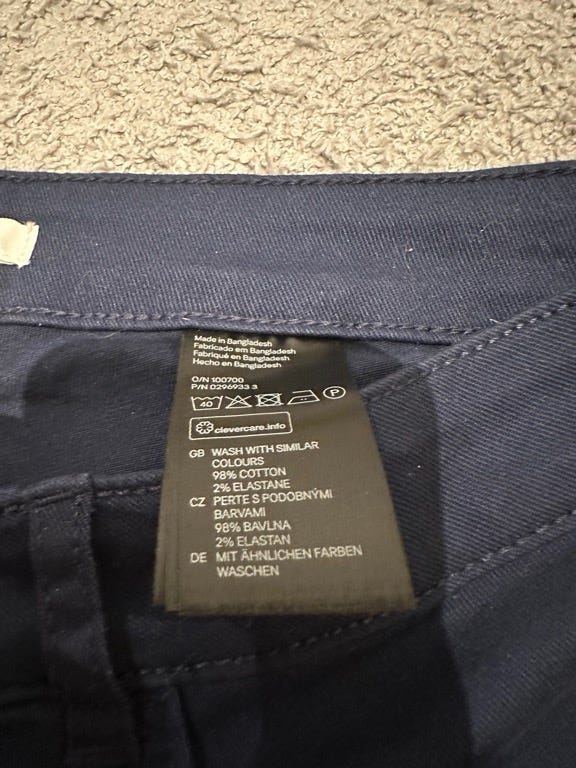 Made in Bangladesh
Fabricado em Bangladesh
Fabriqué en Bangladesh
Hecho en Bangladesh
O/N 100700
P/N 0296933 3
40 P
clevercare.info
GB WASH WITH SIMILAR
COLOURS
98% COTTON
2% ELASTANE
CZ PERTE S PODOBNÝMI
BARVAMI
98% BAVLNA
2% ELASTAN
DE MIT ÄHNLICHEN FARBEN
WASCHEN